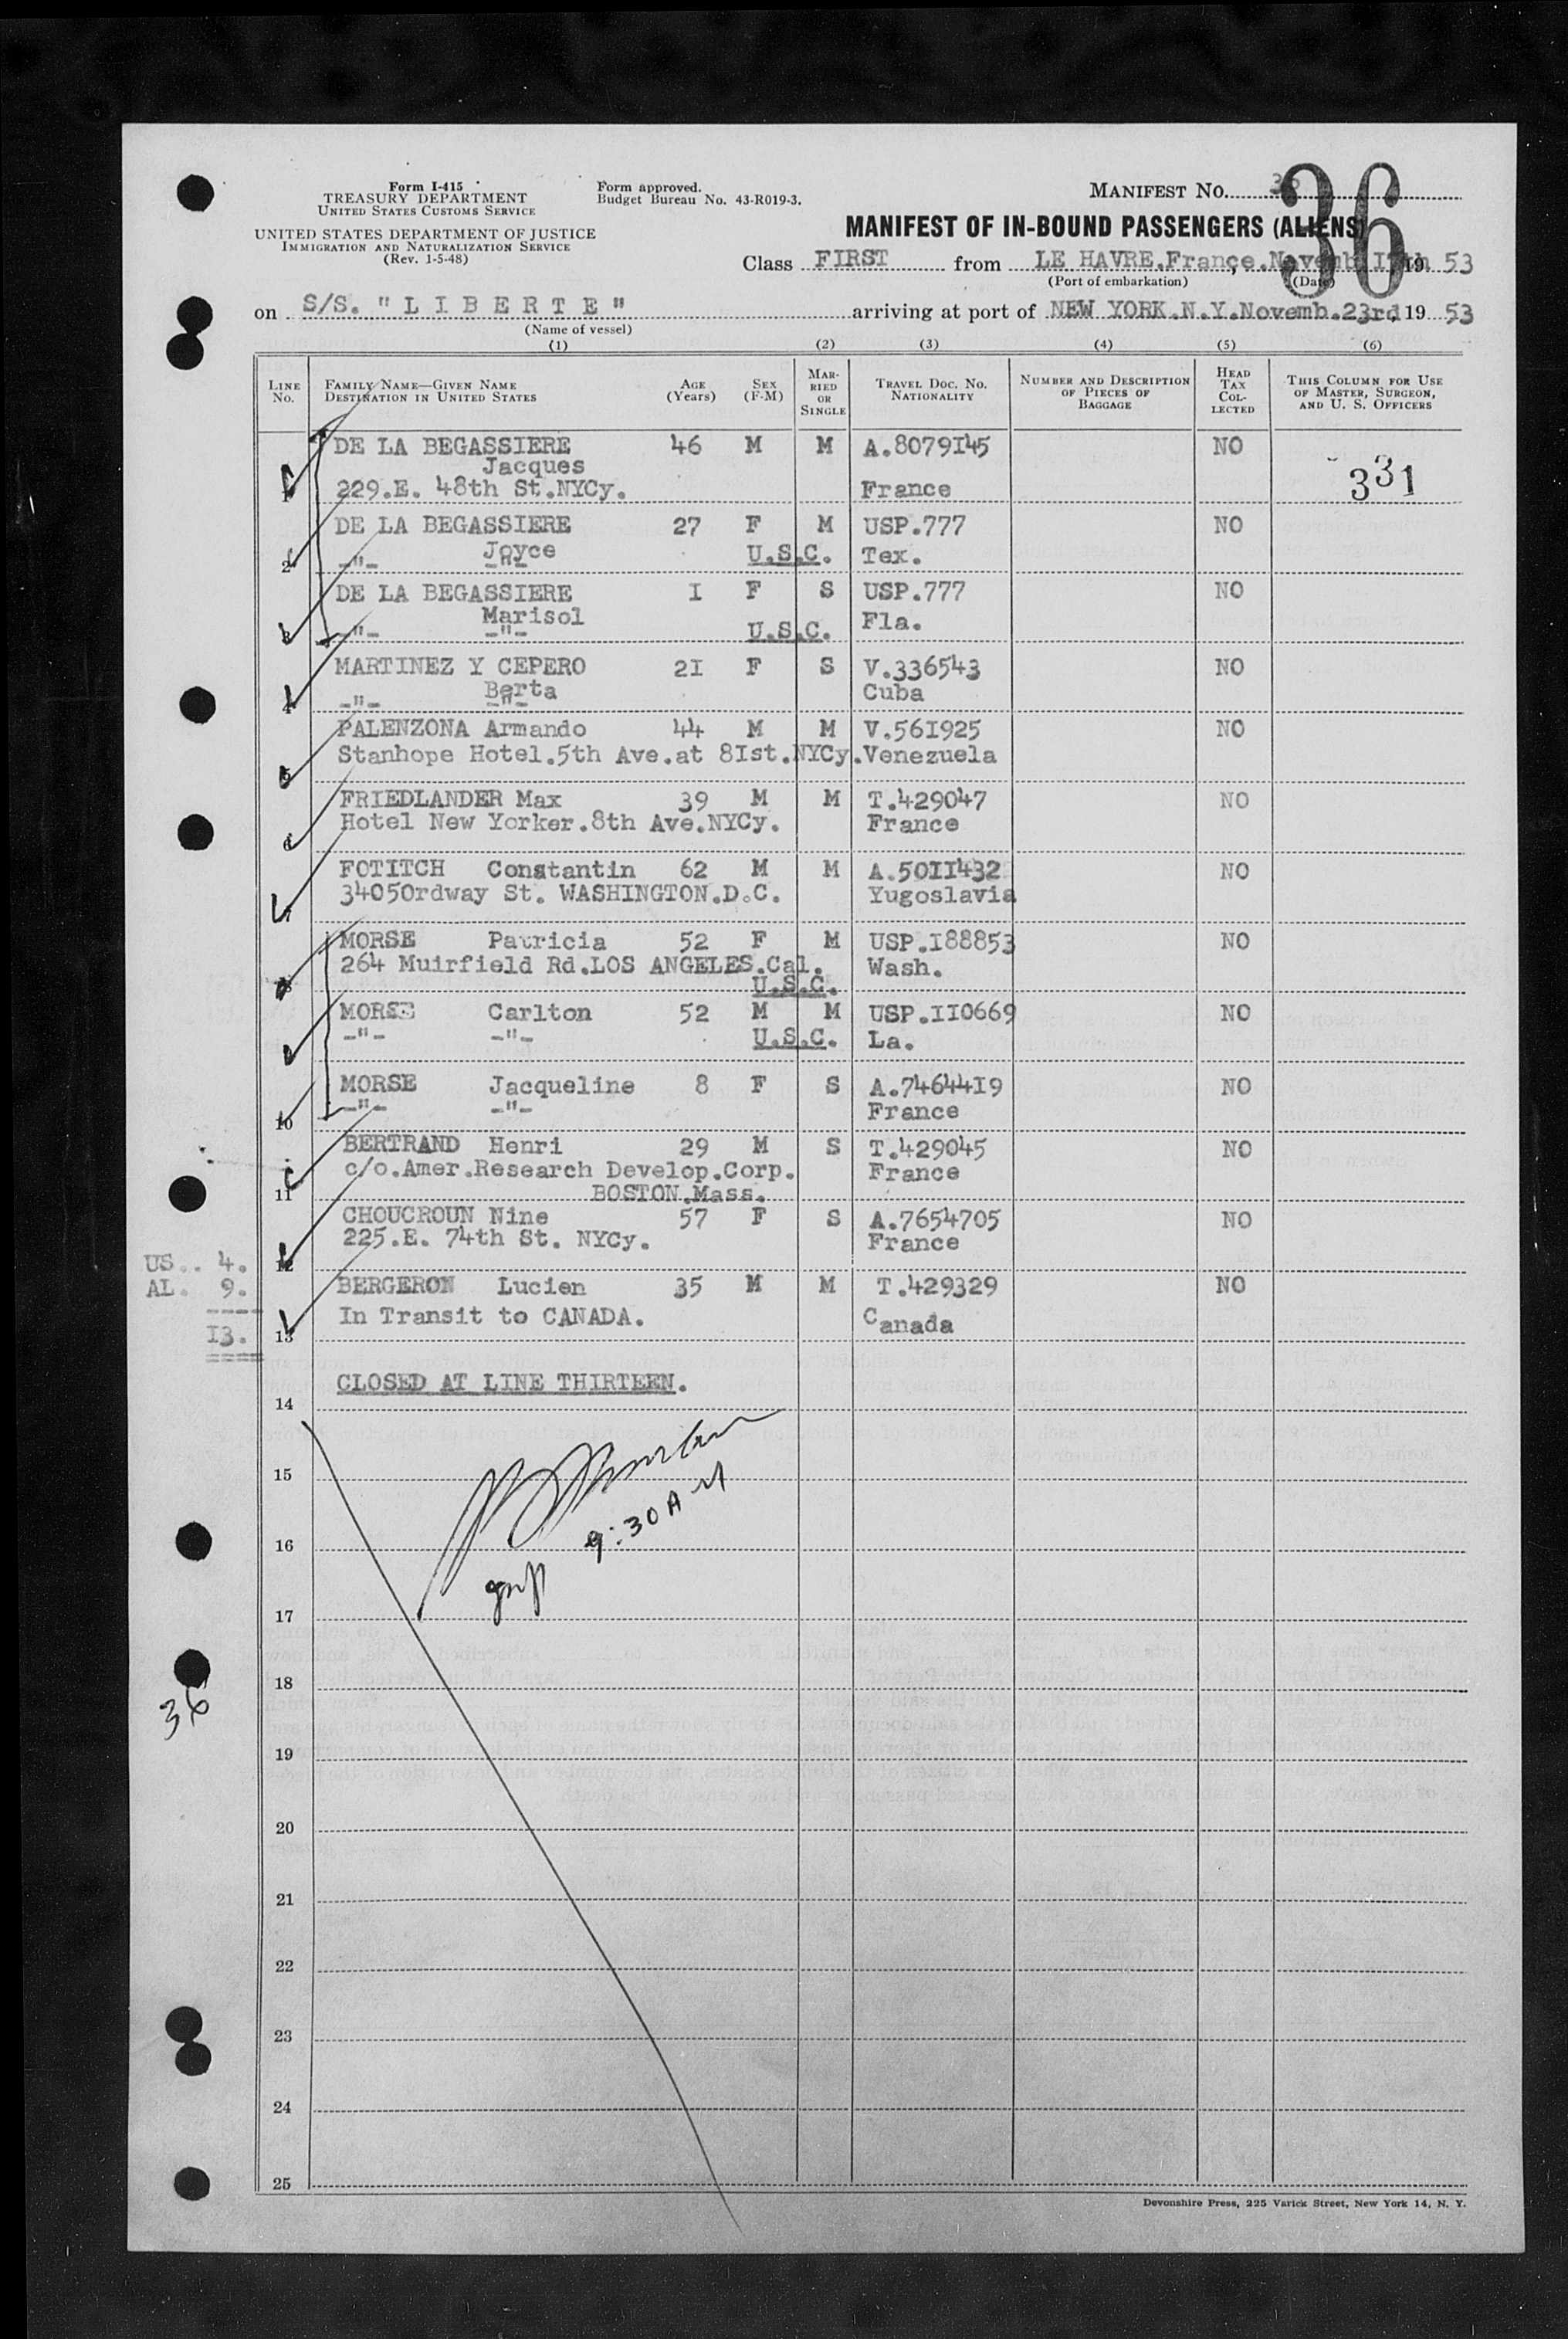 Form I-415
TREASURY DEPARTMENT
UNITED STATES CUSTOMS SERVICE
UNITED STATES DEPARTMENT OF JUSTICE
IMMIGRATION AND NATURALIZATION SERVICE
(Rev. 1-5-48)
Form approved.
Budget Bureau No. 43-R019-3.
MANIFEST NO. 36
36
MANIFEST OF IN-BOUND PASSENGERS (ALIENS)
Class FIRST from LE HAVRE.France, Novemb. 19 53
(Port of embarkation) (Date)
on S/S. "L I B E R T E" arriving at port of NEW YORK.N.Y.Novemb.23rd, 19 53
(Name of vessel)
(1) (2) (3) (4) (5) (6)
LINE No. FAMILY NAME—GIVEN NAME DESTINATION IN UNITED STATES AGE (Years) SEX (F-M) MARRIED OR SINGLE TRAVEL DOC. NO. NATIONALITY NUMBER AND DESCRIPTION OF PIECES OF BAGGAGE HEAD TAX COLLECTED THIS COLUMN FOR USE OF MASTER, SURGEON, AND U. S. OFFICERS
DE LA BEGASSIERE 46 M M A.8079I45 NO
Jacques 331
1 229.E. 48th St.NYCy. France
DE LA BEGASSIERE 27 F M USP.777 NO
Joyce
2 -"- -"- U.S.C. Tex.
DE LA BEGASSIERE I F S USP.777 NO
Marisol
3 -"- -"- U.S.C. Fla.
MARTINEZ Y CEPERO 2I F S V.336543 NO
Berta Cuba
4 -"- -"-
PALENZONA Armando 44 M M V.56I925 NO
5 Stanhope Hotel.5th Ave.at 8Ist.NYCy.Venezuela
FRIEDLANDER Max 39 M M T.429047 NO
6 Hotel New Yorker.8th Ave.NYCy. France
FOTITCH Constantin 62 M M A.50II432 NO
7 3405Ordway St. WASHINGTON.D.C. Yugoslavia
MORSE Patricia 52 F M USP.I88853 NO
264 Muirfield Rd.LOS ANGELES.Cal. Wash.
8 U.S.C.
MORSE Carlton 52 M M USP.II0669 NO
9 -"- -"- U.S.C. La.
MORSE Jacqueline 8 F S A.74644I9 NO
10 -"- -"- France
BERTRAND Henri 29 M S T.429045 NO
c/o.Amer.Research Develop.Corp. France
11 BOSTON.Mass.
CHOUCROUN Nine 57 F S A.7654705 NO
12 225.E. 74th St. NYCy. France
US.. 4.
AL. 9.
----
I3.
====
BERGERON Lucien 35 M M T.429329 NO
13 In Transit to CANADA. Canada
CLOSED AT LINE THIRTEEN.
14
15
9:30 AM
16
17
18
36
19
20
21
22
23
24
25
Devonshire Press, 225 Varick Street, New York 14, N. Y.